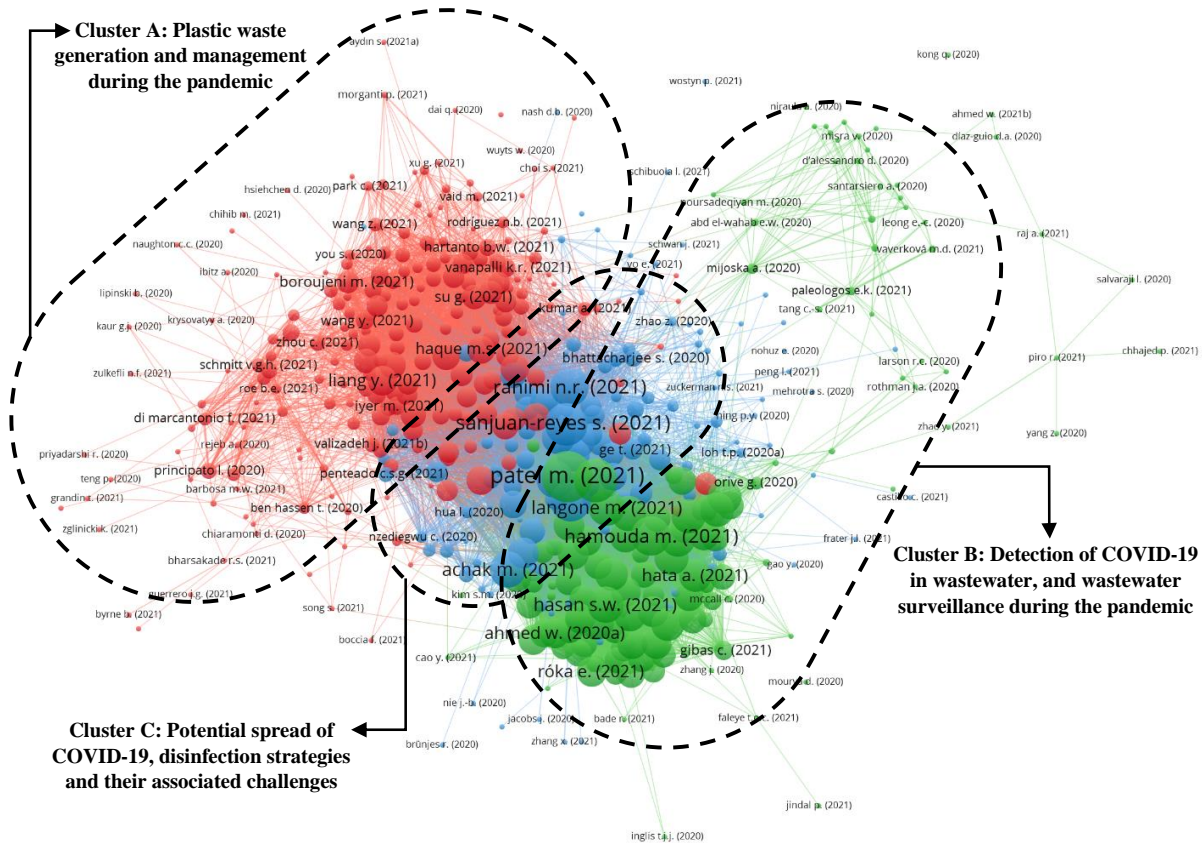 Cluster A: Plastic waste
generation and management
during the pandemic
aydin s. (2021a)
kong q. (2020)
wostyn p. (2021)
morganti p. (2021)
dai q. (2020)
nash d.b. (2020)
ahmed w. (2021b)
misra v. (2020)
díaz-guio d.a. (2020)
wuyts w. (2020)
xu g. (2021)
choi s. (2021)
schibuola l. (2021)
d'alessandro d. (2020)
hsiehchen d. (2020)
park c. (2021)
vaid m. (2021)
santarsiero a. (2020)
poursadeqiyan m. (2020)
chihib m. (2021)
wang z. (2021)
rodríguez n.b. (2021)
abd el-wahab e.w. (2020)
leong e.-c. (2020)
raj a. (2021)
naughton c.c. (2020)
you s. (2020)
hartanto b.w. (2021)
schwan j. (2021)
vaverková m.d. (2021)
ibitz a. (2020)
boroujeni m. (2021)
vanapalli k.r. (2021)
yo e. (2021)
mijoska a. (2020)
salvaraji l. (2020)
lipinski b. (2020)
su g. (2021)
paleologos e.k. (2021)
krysovatyy a. (2020)
wang y. (2021)
kumar a. (2021)
tang c.-s. (2021)
kaur g.j. (2020)
zhou c. (2021)
haque m.s. (2021)
zhao z. (2020)
bhattacharjee s. (2020)
nohuz e. (2020)
piro r. (2021)
chhajed p. (2021)
schmitt v.g.h. (2021)
larson r.c. (2020)
zulkefli n.f. (2021)
roe b.e. (2021)
liang y. (2021)
rahimi n.r. (2021)
peng l. (2021)
rothman j.a. (2020)
iyer m. (2021)
zuckerman n.s. (2021)
mehrotra s. (2020)
di marcantonio f. (2021)
sanjuan-reyes s. (2021)
ning p.y. (2020)
zhao y. (2021)
yang z. (2020)
rejeb a. (2020)
valizadeh j. (2021b)
ge t. (2021)
loh t.p. (2020a)
priyadarshi r. (2020)
principato l. (2020)
penteado c.s.g. (2021)
patel m. (2021)
orive g. (2020)
teng p. (2020)
barbosa m.w. (2021)
grandin z. (2021)
ben hassen t. (2020)
langone m. (2021)
castillo c. (2021)
zglinicki k. (2021)
chiaramonti d. (2020)
hua l. (2020)
nzediegwu c. (2020)
hamouda m. (2021)
frater j.l. (2021)
bharsakade r.s. (2021)
achak m. (2021)
hata a. (2021)
gao y. (2020)
Cluster B: Detection of COVID-19
in wastewater, and wastewater
surveillance during the pandemic
guerrero j.g. (2021)
mccall c. (2020)
byrne b. (2021)
song s. (2021)
hasan s.w. (2021)
boccia f. (2021)
ahmed w. (2020a)
gibas c. (2021)
cao y. (2021)
róka e. (2021)
zhang j. (2020)
nie j.-b. (2020)
faleye t.o.c. (2021)
Cluster C: Potential spread of
COVID-19, disinfection strategies
and their associated challenges
jacobs j. (2020)
bade r. (2021)
brünjes r. (2020)
zhang x. (2021)
jindal p. (2021)
inglis t.j.j. (2020)